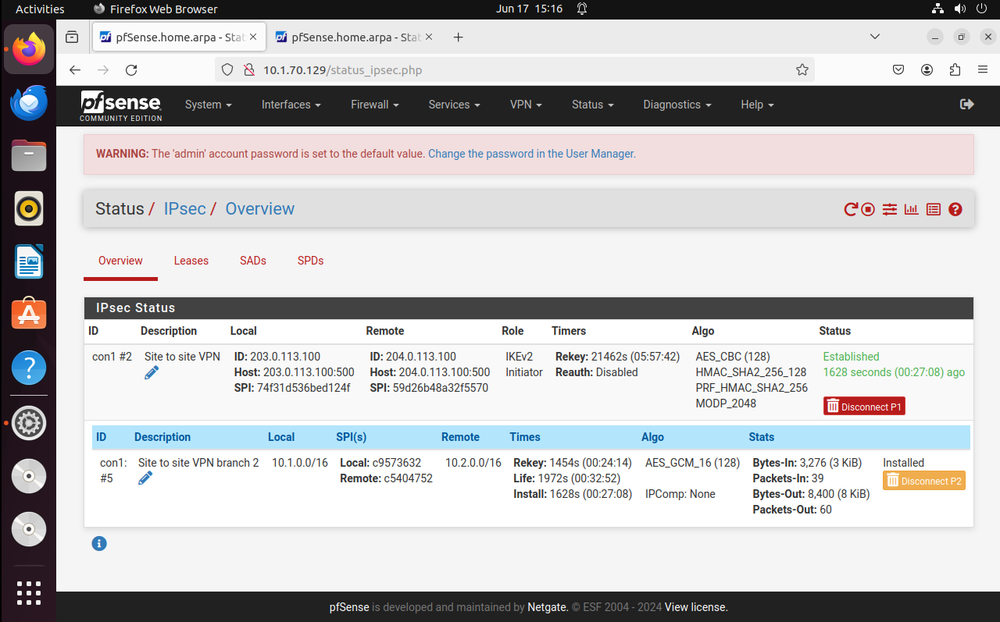 Activities Firefox Web Browser Jun 17 15:16
pfSense.home.arpa - Stat pfSense.home.arpa - Stat
10.1.70.129/status_ipsec.php
pfsense System Interfaces Firewall Services VPN Status Diagnostics Help
COMMUNITY EDITION
WARNING: The 'admin' account password is set to the default value. Change the password in the User Manager.
Status / IPsec / Overview
Overview Leases SADs SPDs
IPsec Status
ID Description Local Remote Role Timers Algo Status
con1 #2 Site to site VPN ID: 203.0.113.100 ID: 204.0.113.100 IKEv2 Rekey: 21462s (05:57:42) AES_CBC (128) Established
Host: 203.0.113.100:500 Host: 204.0.113.100:500 Initiator Reauth: Disabled HMAC_SHA2_256_128 1628 seconds (00:27:08) ago
SPI: 74f31d536bed124f SPI: 59d26b48a32f5570 PRF_HMAC_SHA2_256
MODP_2048 Disconnect P1
ID Description Local SPI(s) Remote Times Algo Stats
con1: Site to site VPN branch 2 10.1.0.0/16 Local: c9573632 10.2.0.0/16 Rekey: 1454s (00:24:14) AES_GCM_16 (128) Bytes-In: 3,276 (3 KiB) Installed
#5 Remote: c5404752 Life: 1972s (00:32:52) Packets-In: 39 Disconnect P2
Install: 1628s (00:27:08) IPComp: None Bytes-Out: 8,400 (8 KiB)
Packets-Out: 60
pfSense is developed and maintained by Netgate. © ESF 2004 - 2024 View license.